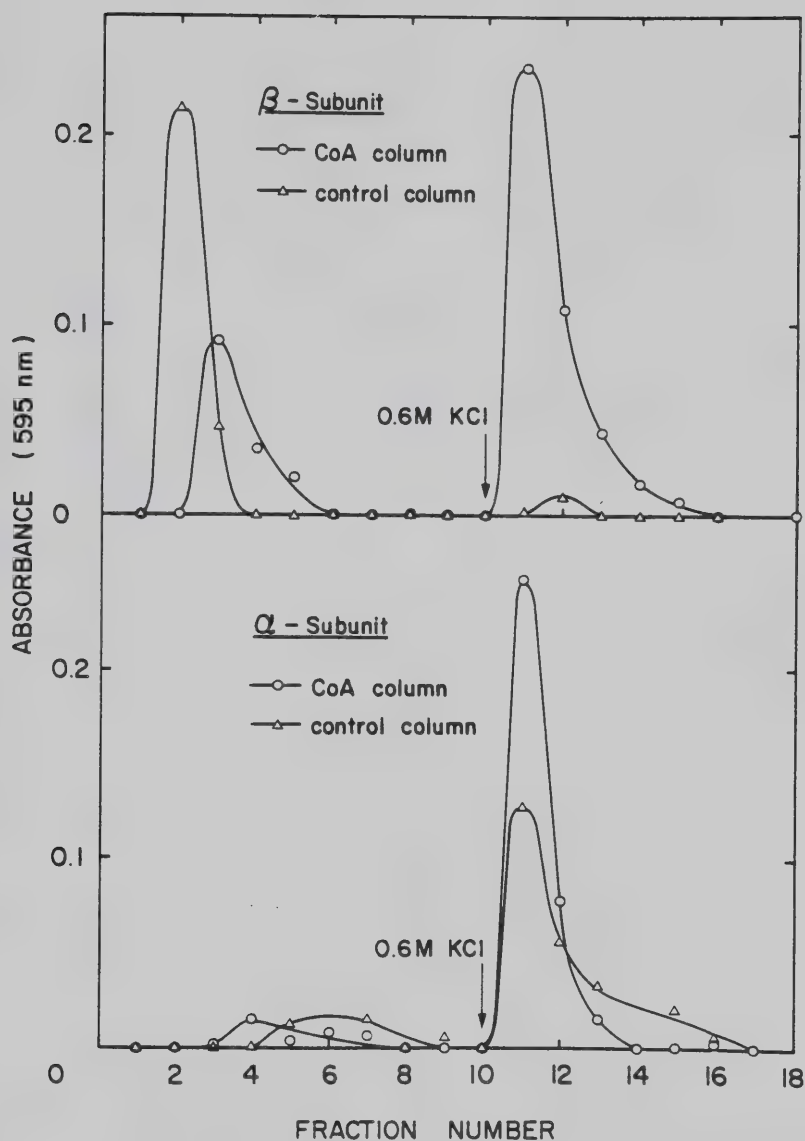 β - Subunit
CoA column
control column
0.2
0.1
0
0.6M KCl
ABSORBANCE (595 nm)
α - Subunit
CoA column
control column
0.2
0.1
0.6M KCl
0 2 4 6 8 10 12 14 16 18
FRACTION NUMBER